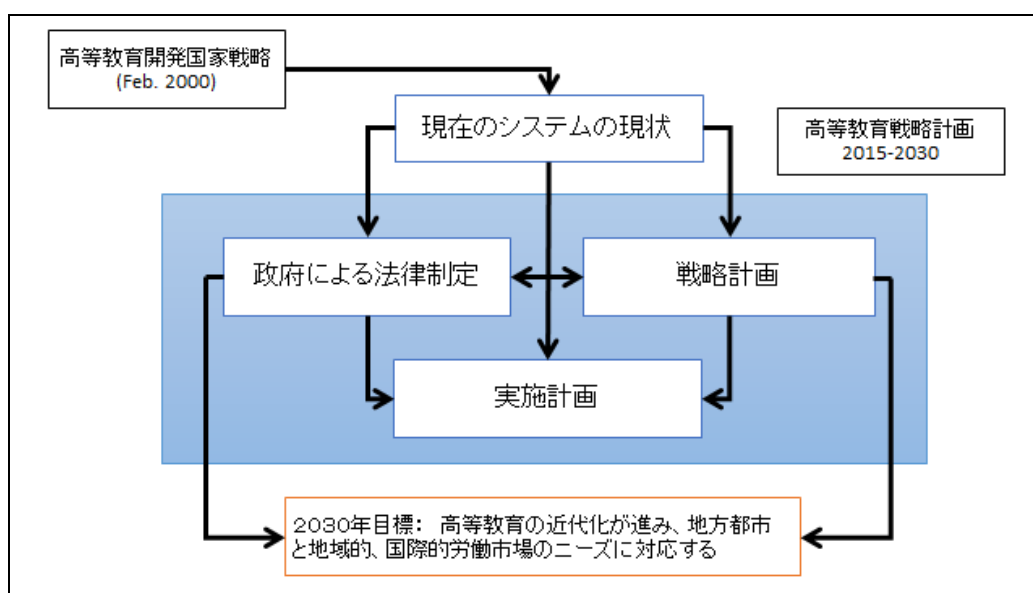 高等教育開発国家戦略
(Feb. 2000)
現在のシステムの現状
高等教育戦略計画
2015-2030
政府による法律制定
戦略計画
実施計画
2030年目標： 高等教育の近代化が進み、地方都市
と地域的、国際的労働市場のニーズに対応する